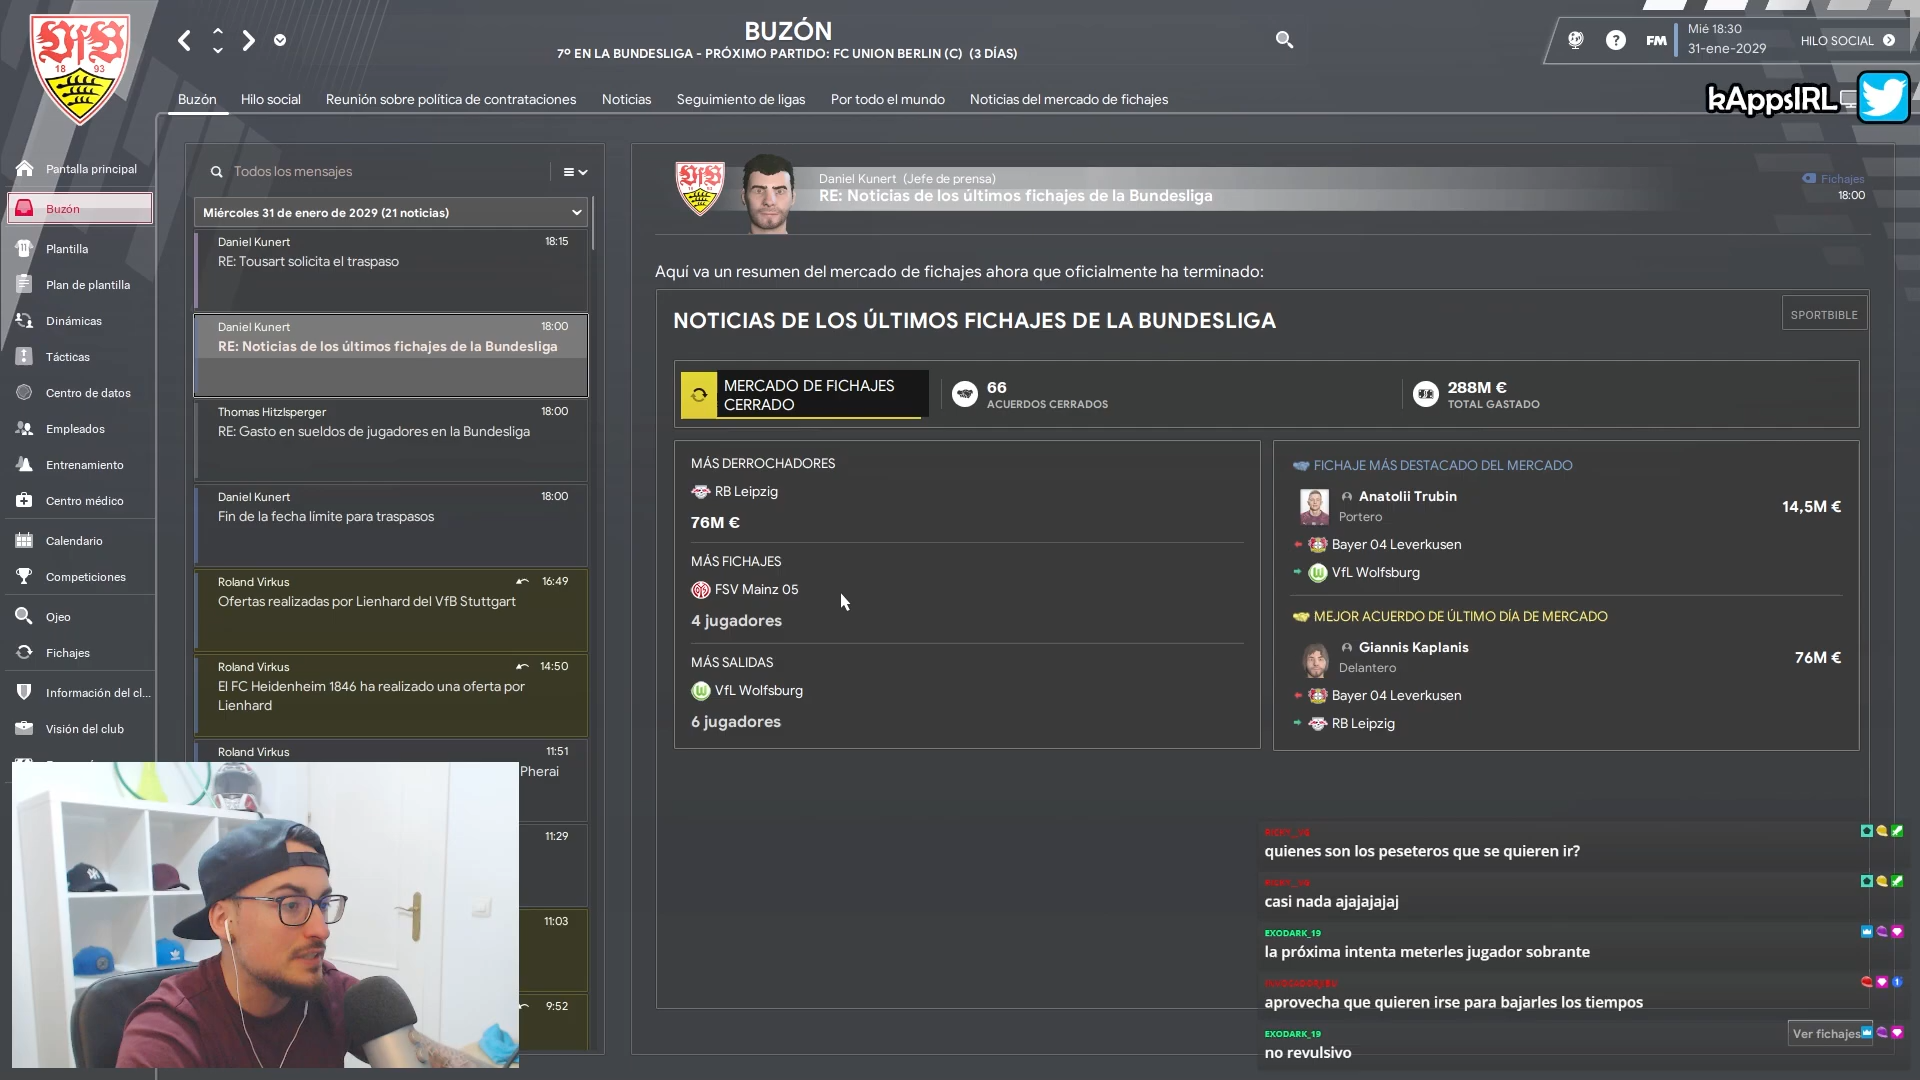 BUZÓN
7º EN LA BUNDESLIGA - PRÓXIMO PARTIDO: FC UNION BERLIN (C) (3 DÍAS)
FM
Mié 18:30
31-ene-2029
HILO SOCIAL
kAppsIRL
VfB
18 93
Buzón
Hilo social
Reunión sobre política de contrataciones
Noticias
Seguimiento de ligas
Por todo el mundo
Noticias del mercado de fichajes
Pantalla principal
Buzón
Plantilla
Plan de plantilla
Dinámicas
Tácticas
Centro de datos
Empleados
Entrenamiento
Centro médico
Calendario
Competiciones
Ojeo
Fichajes
Información del cl...
Visión del club
Todos los mensajes
Miércoles 31 de enero de 2029 (21 noticias)
Daniel Kunert 18:15
RE: Tousart solicita el traspaso
Daniel Kunert 18:00
RE: Noticias de los últimos fichajes de la Bundesliga
Thomas Hitzlsperger 18:00
RE: Gasto en sueldos de jugadores en la Bundesliga
Daniel Kunert 18:00
Fin de la fecha límite para traspasos
Roland Virkus 16:49
Ofertas realizadas por Lienhard del VfB Stuttgart
Roland Virkus 14:50
El FC Heidenheim 1846 ha realizado una oferta por
Lienhard
Roland Virkus 11:51
Pherai
11:29
11:03
9:52
Daniel Kunert (Jefe de prensa)
RE: Noticias de los últimos fichajes de la Bundesliga
Fichajes
18:00
Aquí va un resumen del mercado de fichajes ahora que oficialmente ha terminado:
NOTICIAS DE LOS ÚLTIMOS FICHAJES DE LA BUNDESLIGA
SPORTBIBLE
MERCADO DE FICHAJES
CERRADO
66
ACUERDOS CERRADOS
288M €
TOTAL GASTADO
MÁS DERROCHADORES
RB Leipzig
76M €
MÁS FICHAJES
FSV Mainz 05
4 jugadores
MÁS SALIDAS
VfL Wolfsburg
6 jugadores
FICHAJE MÁS DESTACADO DEL MERCADO
Anatolii Trubin
Portero
14,5M €
Bayer 04 Leverkusen
VfL Wolfsburg
MEJOR ACUERDO DE ÚLTIMO DÍA DE MERCADO
Giannis Kaplanis
Delantero
76M €
Bayer 04 Leverkusen
RB Leipzig
quienes son los peseteros que se quieren ir?
casi nada ajajajajaj
EXODARK_19
la próxima intenta meterles jugador sobrante
aprovecha que quieren irse para bajarles los tiempos
EXODARK_19
no revulsivo
Ver fichajes